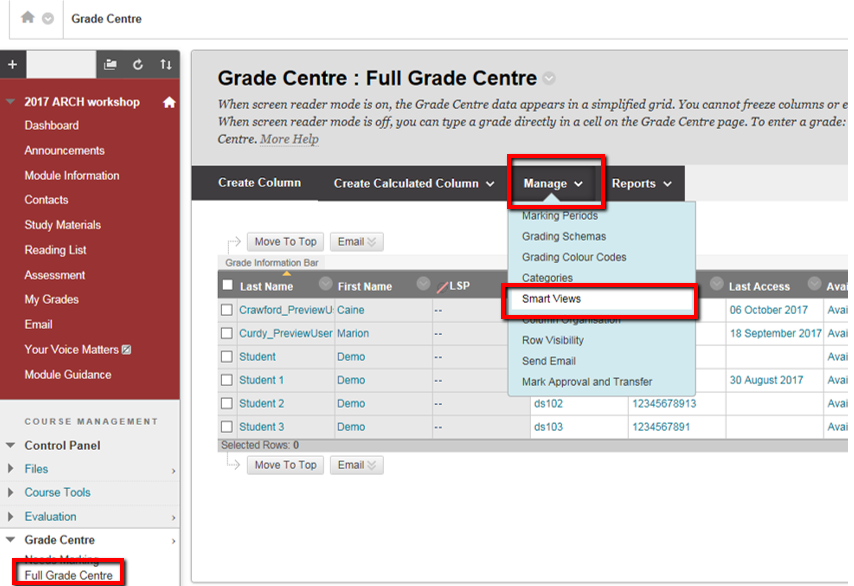 Grade Centre
2017 ARCH workshop
Dashboard
Announcements
Module Information
Contacts
Study Materials
Reading List
Assessment
My Grades
Email
Your Voice Matters
Module Guidance
COURSE MANAGEMENT
Control Panel
Files
Course Tools
Evaluation
Grade Centre
Needs Marking
Full Grade Centre
Grade Centre : Full Grade Centre
When screen reader mode is on, the Grade Centre data appears in a simplified grid. You cannot freeze columns or e
When screen reader mode is off, you can type a grade directly in a cell on the Grade Centre page. To enter a grade:
Centre. More Help
Create Column Create Calculated Column Manage Reports
Marking Periods
Grading Schemas
Grading Colour Codes
Categories
Smart Views
Column Organisation
Row Visibility
Send Email
Mark Approval and Transfer
Move To Top Email
Grade Information Bar
Last Name First Name LSP Last Access Avai
Crawford_PreviewU Caine -- 06 October 2017 Avai
Curdy_PreviewUser Marion -- 18 September 2017 Avai
Student Demo -- Avai
Student 1 Demo -- 30 August 2017 Avai
Student 2 Demo -- ds102 12345678913 Avai
Student 3 Demo -- ds103 1234567891 Avai
Selected Rows: 0
Move To Top Email